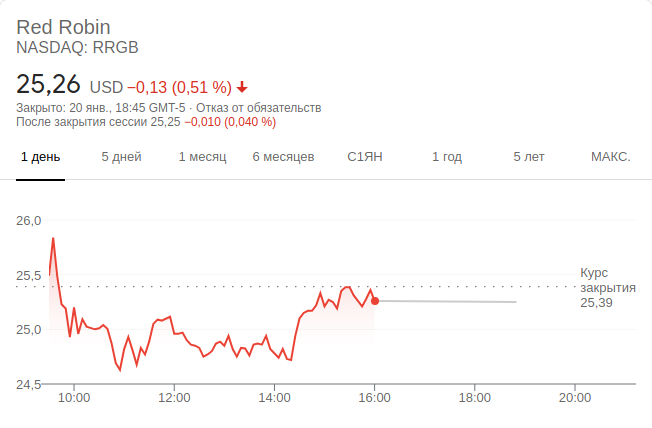 Red Robin
NASDAQ: RRGB
25,26 USD −0,13 (0,51 %)
Закрыто: 20 янв., 18:45 GMT-5 · Отказ от обязательств
После закрытия сессии 25,25 −0,010 (0,040 %)
1 день 5 дней 1 месяц 6 месяцев С1ЯН 1 год 5 лет МАКС.
26,0
25,5
25,0
24,5
Курс
закрытия
25,39
10:00 12:00 14:00 16:00 18:00 20:00